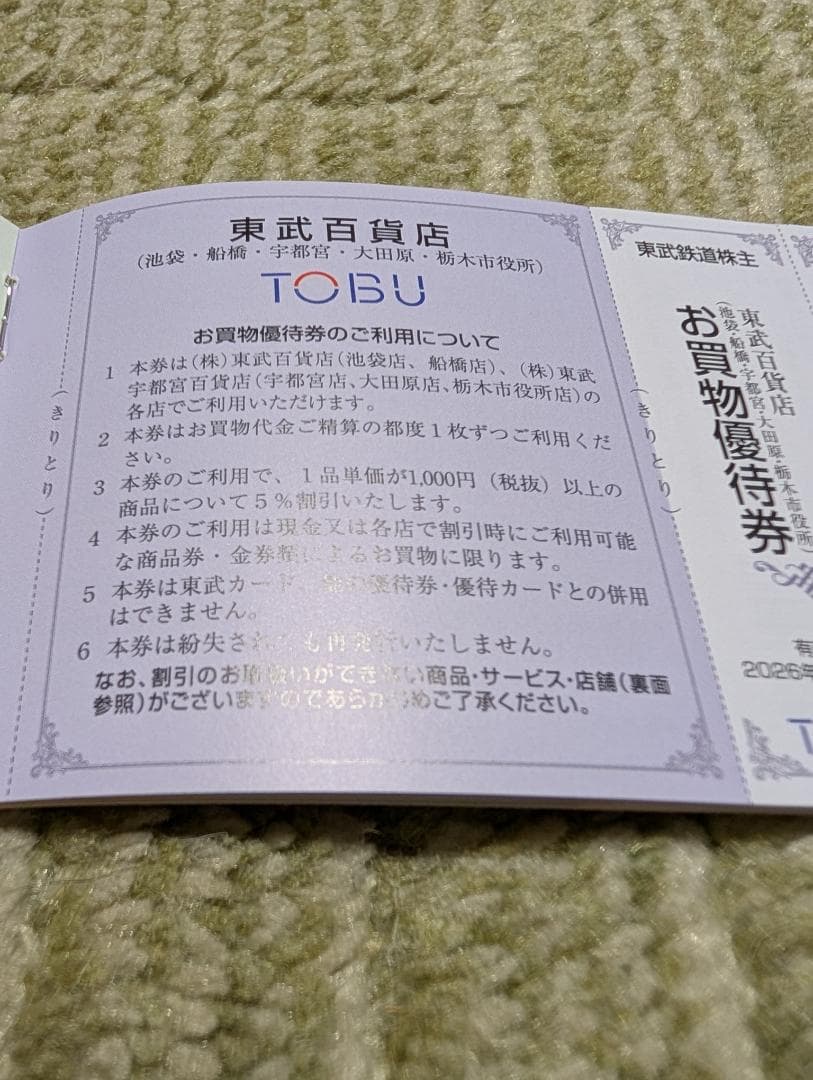 東武百貨店
(池袋・船橋・宇都宮・大田原・栃木市役所)
TOBU
お買物優待券のご利用について
1 本券は(株)東武百貨店(池袋店、船橋店)、(株)東武
宇都宮百貨店(宇都宮店、大田原店、栃木市役所店)の
各店でご利用いただけます。
2 本券はお買物代金ご精算の都度1枚ずつご利用くだ
さい。
3 本券のご利用で、1品単価が1,000円(税抜)以上の
商品について5%割引いたします。
4 本券のご利用は現金又は各店で割引時にご利用可能
な商品券・金券類によるお買物に限ります。
5 本券は東武カード、他の優待券・優待カードとの併用
はできません。
6 本券は紛失されても再発行いたしません。
なお、割引のお取扱いができない商品・サービス・店舗(裏面
参照)がございますのであらかじめご了承ください。
(きりとり)
(きりとり)
東武鉄道株主
東武百貨店
(池袋・船橋・宇都宮・大田原・栃木市役所)
お買物優待券
有
2026年
T